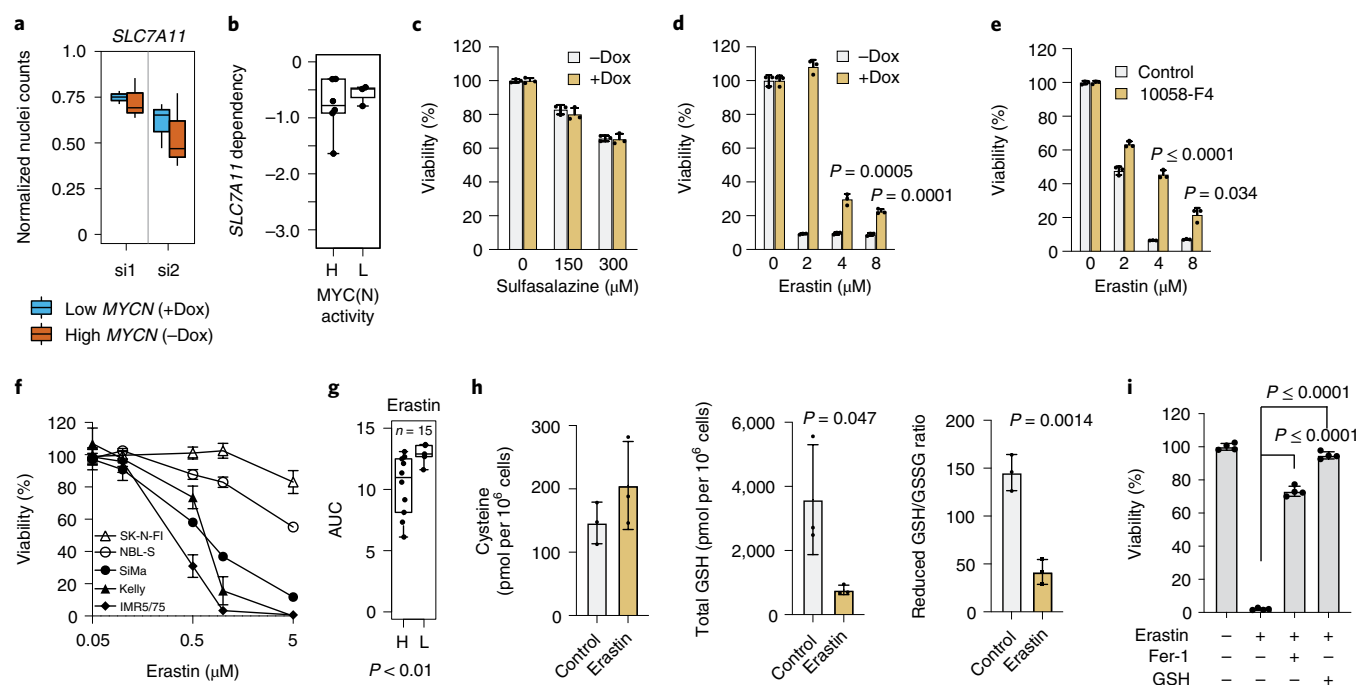 a
SLC7A11
Normalized nuclei counts
1.0
0.75
0.5
0.25
0
si1 si2
Low MYCN (+Dox)
High MYCN (–Dox)
b
SLC7A11 dependency
0
–1.0
–2.0
–3.0
H L
MYC(N)
activity
c
Viability (%)
120
100
80
60
40
20
0
–Dox
+Dox
0 150 300
Sulfasalazine (μM)
d
Viability (%)
120
100
80
60
40
20
0
–Dox
+Dox
P = 0.0005
P = 0.0001
0 2 4 8
Erastin (μM)
e
Viability (%)
120
100
80
60
40
20
0
Control
10058-F4
P ≤ 0.0001
P = 0.034
0 2 4 8
Erastin (μM)
f
Viability (%)
120
100
80
60
40
20
0
SK-N-FI
NBL-S
SiMa
Kelly
IMR5/75
0.05 0.5 5
Erastin (μM)
g
Erastin
n = 15
AUC
15
10
5
0
H L
P < 0.01
h
Cysteine
(pmol per 10⁶ cells)
300
200
100
0
Control
Erastin
Total GSH (pmol per 10⁶ cells)
6,000
4,000
2,000
0
P = 0.047
Control
Erastin
Reduced GSH/GSSG ratio
200
150
100
50
0
P = 0.0014
Control
Erastin
i
P ≤ 0.0001
P ≤ 0.0001
Viability (%)
120
100
80
60
40
20
0
Erastin – + + +
Fer-1 – – + –
GSH – – – +